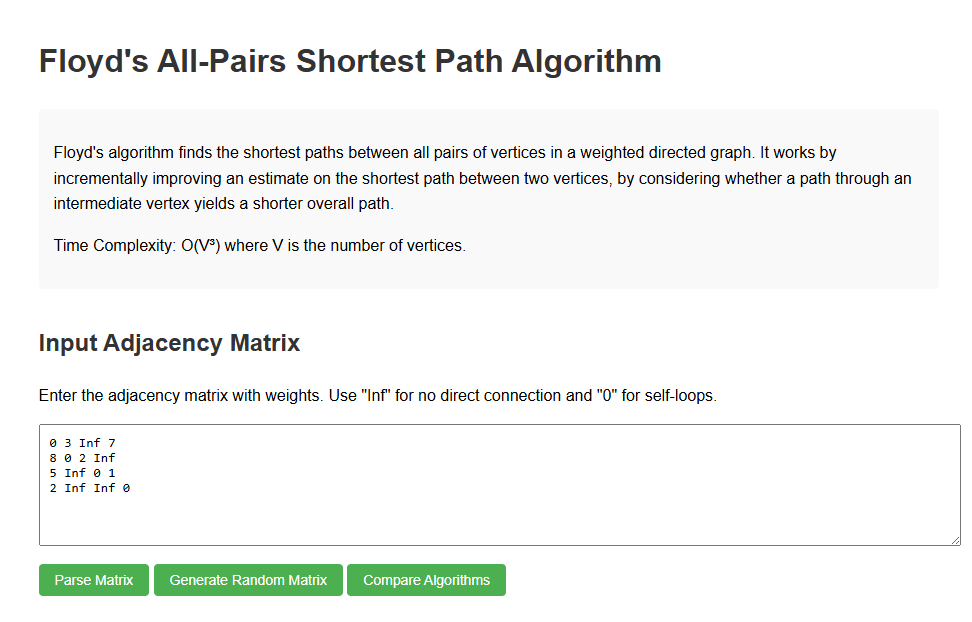 Floyd's All-Pairs Shortest Path Algorithm
Floyd's algorithm finds the shortest paths between all pairs of vertices in a weighted directed graph. It works by
incrementally improving an estimate on the shortest path between two vertices, by considering whether a path through an
intermediate vertex yields a shorter overall path.
Time Complexity: O(V³) where V is the number of vertices.
Input Adjacency Matrix
Enter the adjacency matrix with weights. Use "Inf" for no direct connection and "0" for self-loops.
0 3 Inf 7
8 0 2 Inf
5 Inf 0 1
2 Inf Inf 0
Parse Matrix Generate Random Matrix Compare Algorithms